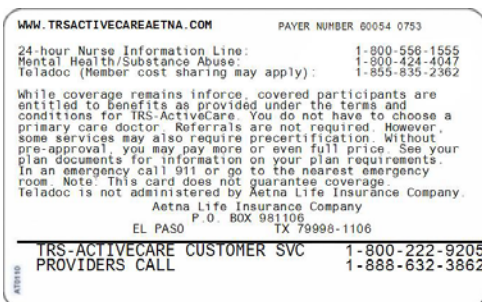 WWW.TRSACTIVECAREAETNA.COM PAYER NUMBER 60054 0753
24-hour Nurse Information Line: 1-800-556-1555
Mental Health/Substance Abuse: 1-800-424-4047
Teladoc (Member cost sharing may apply): 1-855-835-2362
While coverage remains inforce, covered participants are
entitled to benefits as provided under the terms and
conditions for TRS-ActiveCare. You do not have to choose a
primary care doctor. Referrals are not required. However,
some services may also require precertification. Without
pre-approval, you may pay more or even full price. See your
plan documents for information on your plan requirements.
In an emergency call 911 or go to the nearest emergency
room. Note: This card does not guarantee coverage.
Teladoc is not administered by Aetna Life Insurance Company.
Aetna Life Insurance Company
P.O. BOX 981106
EL PASO TX 79998-1106
TRS-ACTIVECARE CUSTOMER SVC 1-800-222-9205
PROVIDERS CALL 1-888-632-3862
AT0110